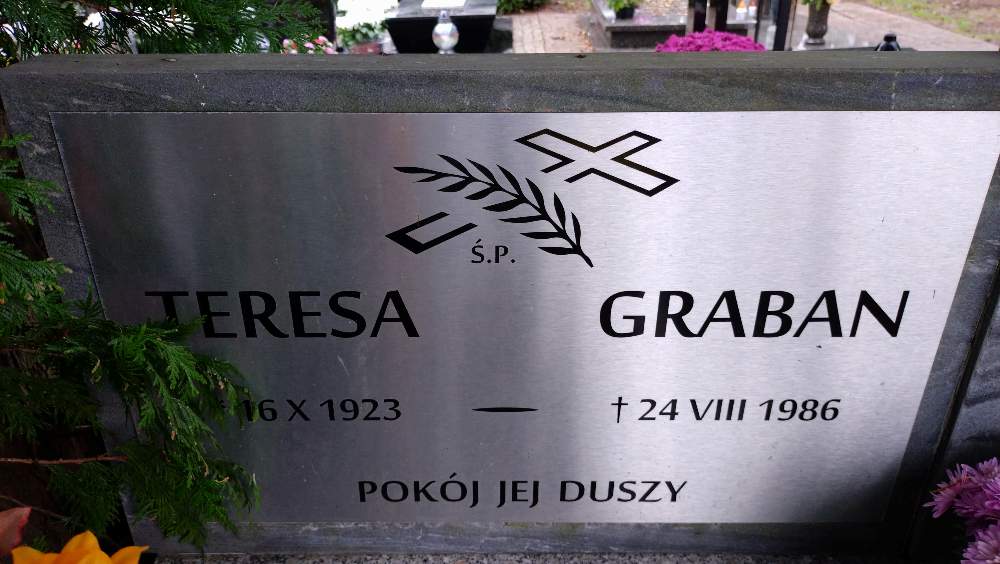 Ś.P.
TERESA GRABAN
* 16 X 1923 — † 24 VIII 1986
POKÓJ JEJ DUSZY